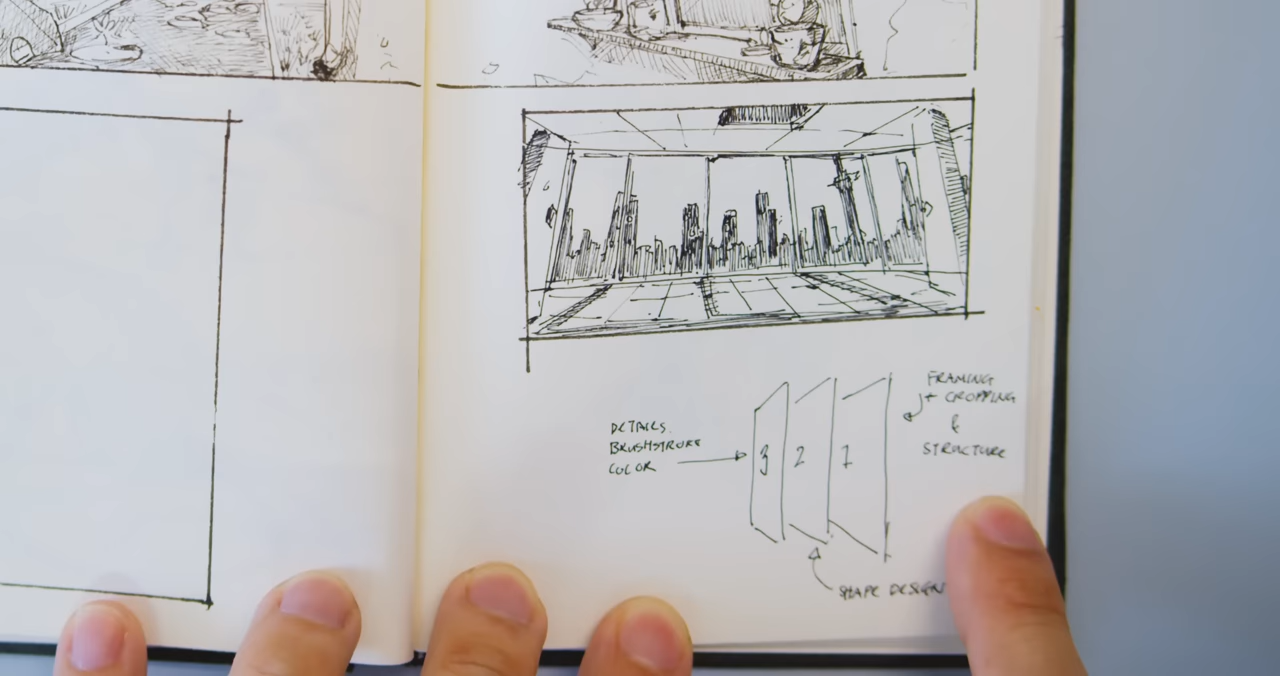 FRAMING
+ CROPPING
&
STRUCTURE
DETAILS
BRUSHSTROKE
COLOR
3 2 1
SHAPE DESIGN